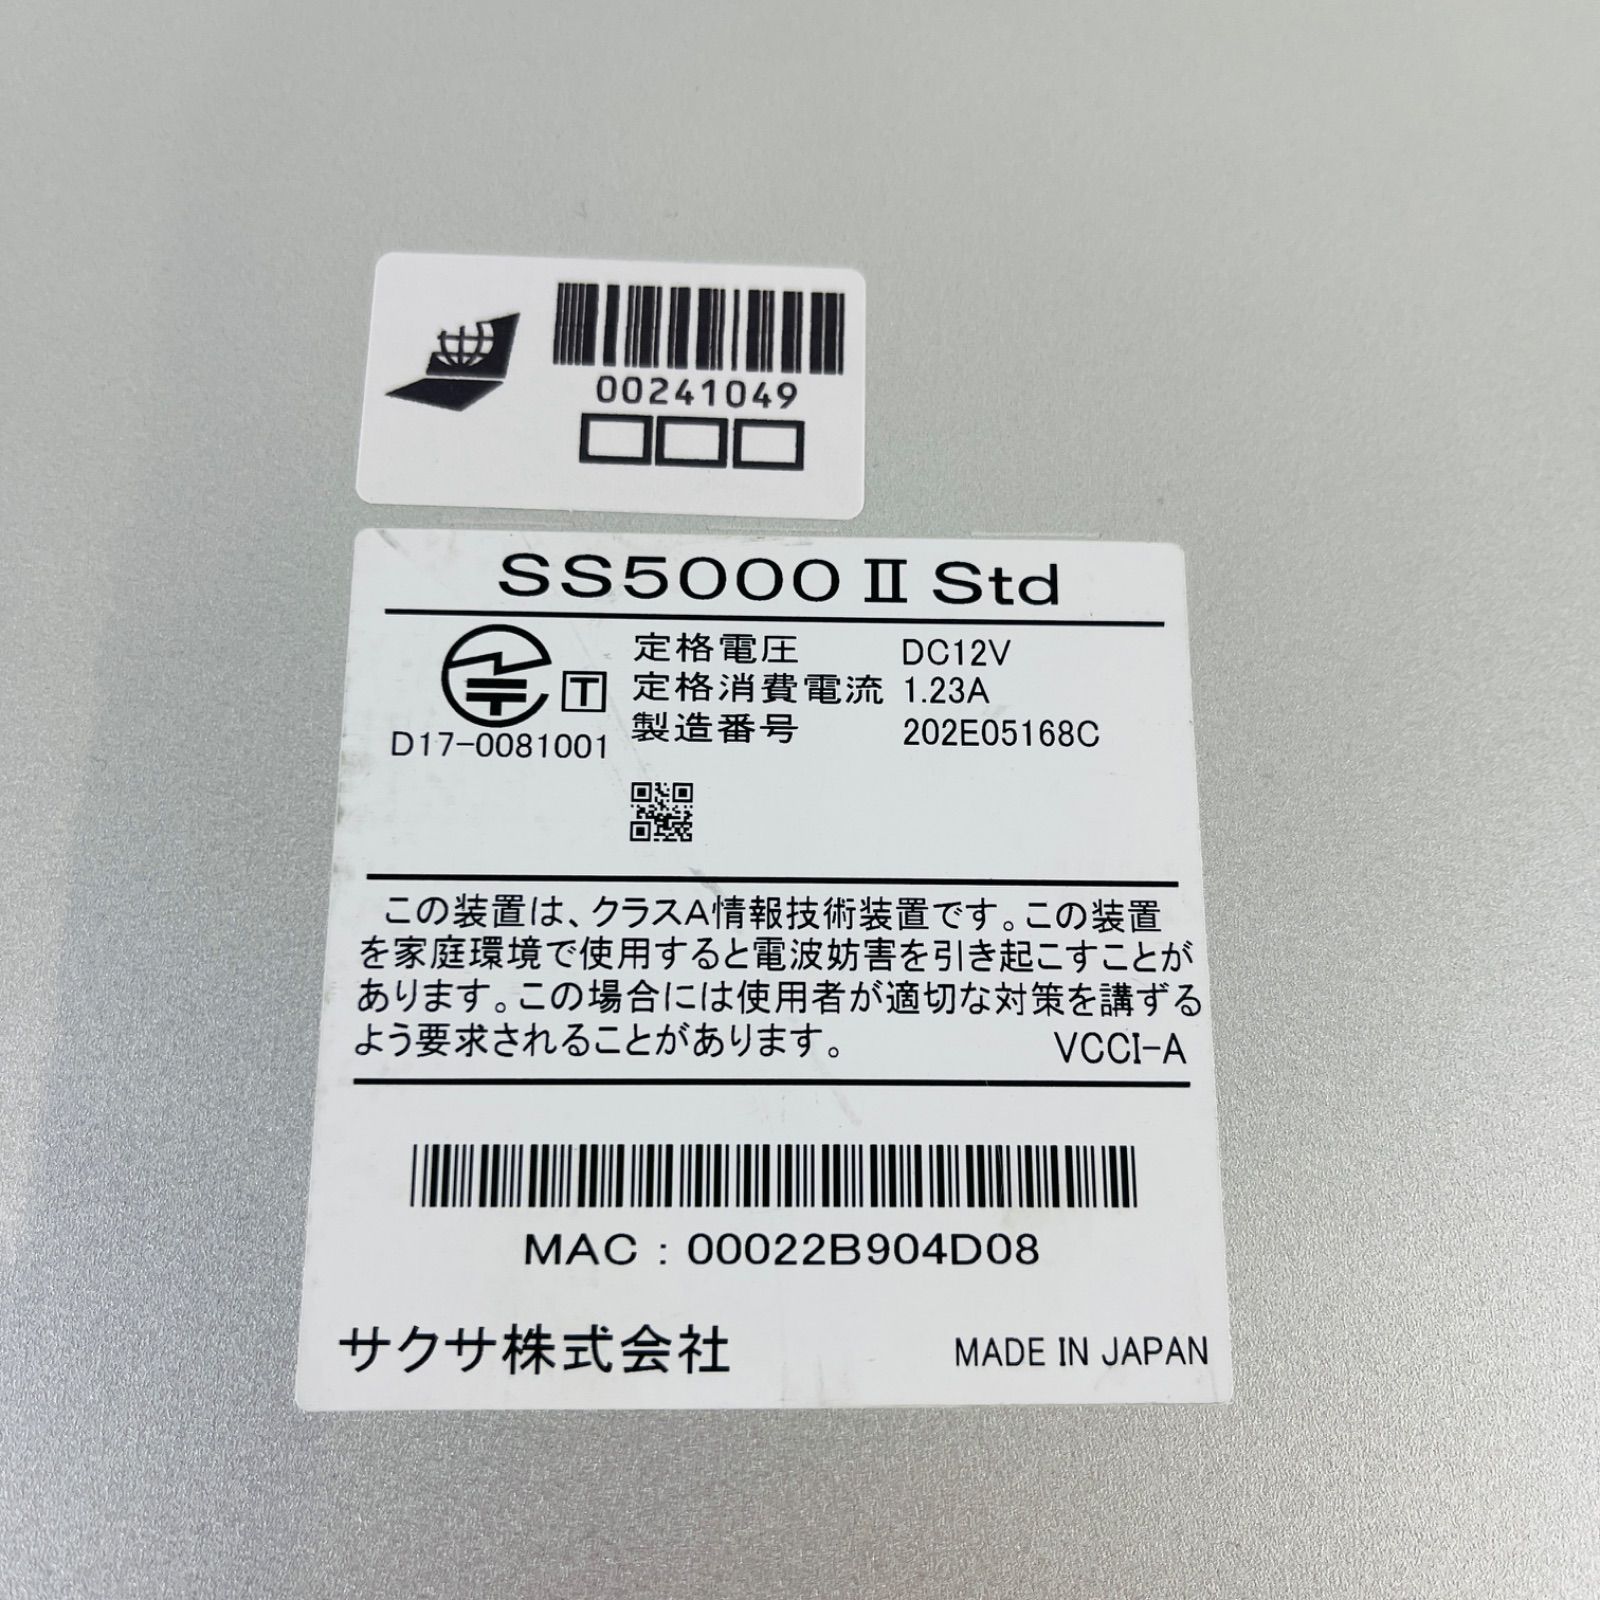 00241049
SS5000 Ⅱ Std
定格電圧 DC12V
定格消費電流 1.23A
製造番号 202E05168C
T
D17-0081001
この装置は、クラスA情報技術装置です。この装置
を家庭環境で使用すると電波妨害を引き起こすことが
あります。この場合には使用者が適切な対策を講ずる
よう要求されることがあります。 VCCI-A
MAC : 00022B904D08
サクサ株式会社 MADE IN JAPAN